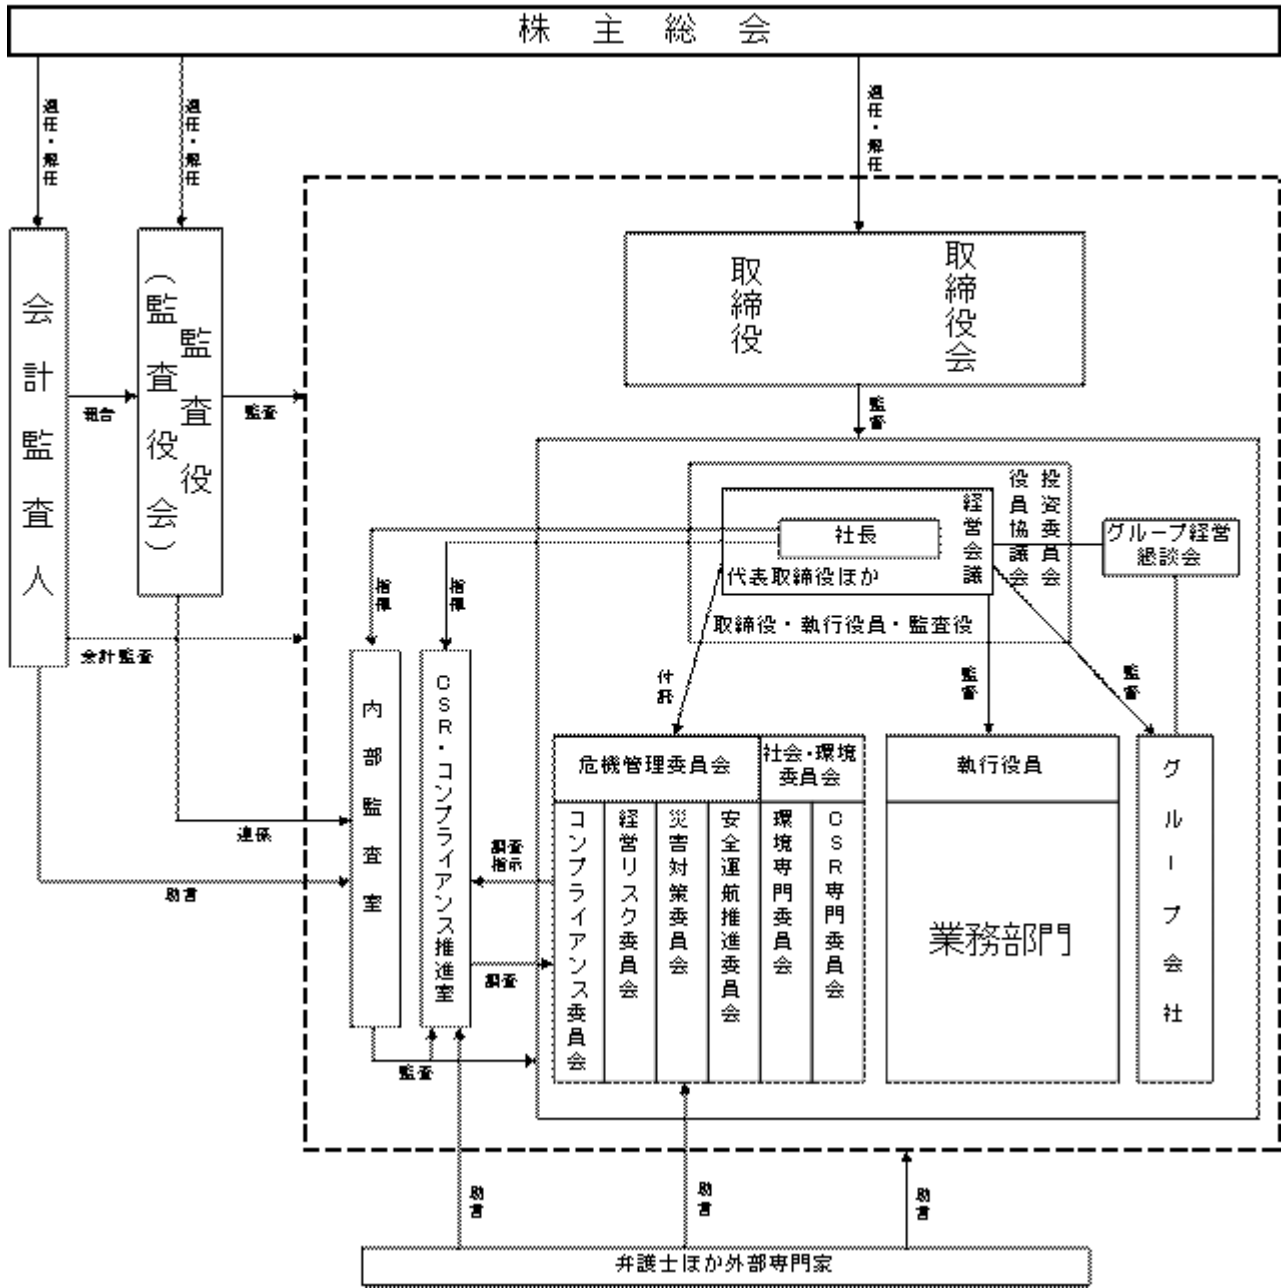 株主総会
選任・解任
選任・解任
選任・解任
会計監査人
監査役
（監査役会）
報告
監査
会計監査
取締役会
取締役
監督
投資委員会
役員協議会
経営会議
社長
代表取締役ほか
取締役・執行役員・監査役
グループ経営
懇談会
指揮
指揮
付託
監督
監督
内部監査室
CSR・コンプライアンス推進室
連係
助言
調査
指示
調査
監査
危機管理委員会
社会・環境
委員会
コンプライアンス委員会
経営リスク委員会
災害対策委員会
安全運航推進委員会
環境専門委員会
CSR専門委員会
執行役員
業務部門
グループ会社
助言
助言
助言
弁護士ほか外部専門家